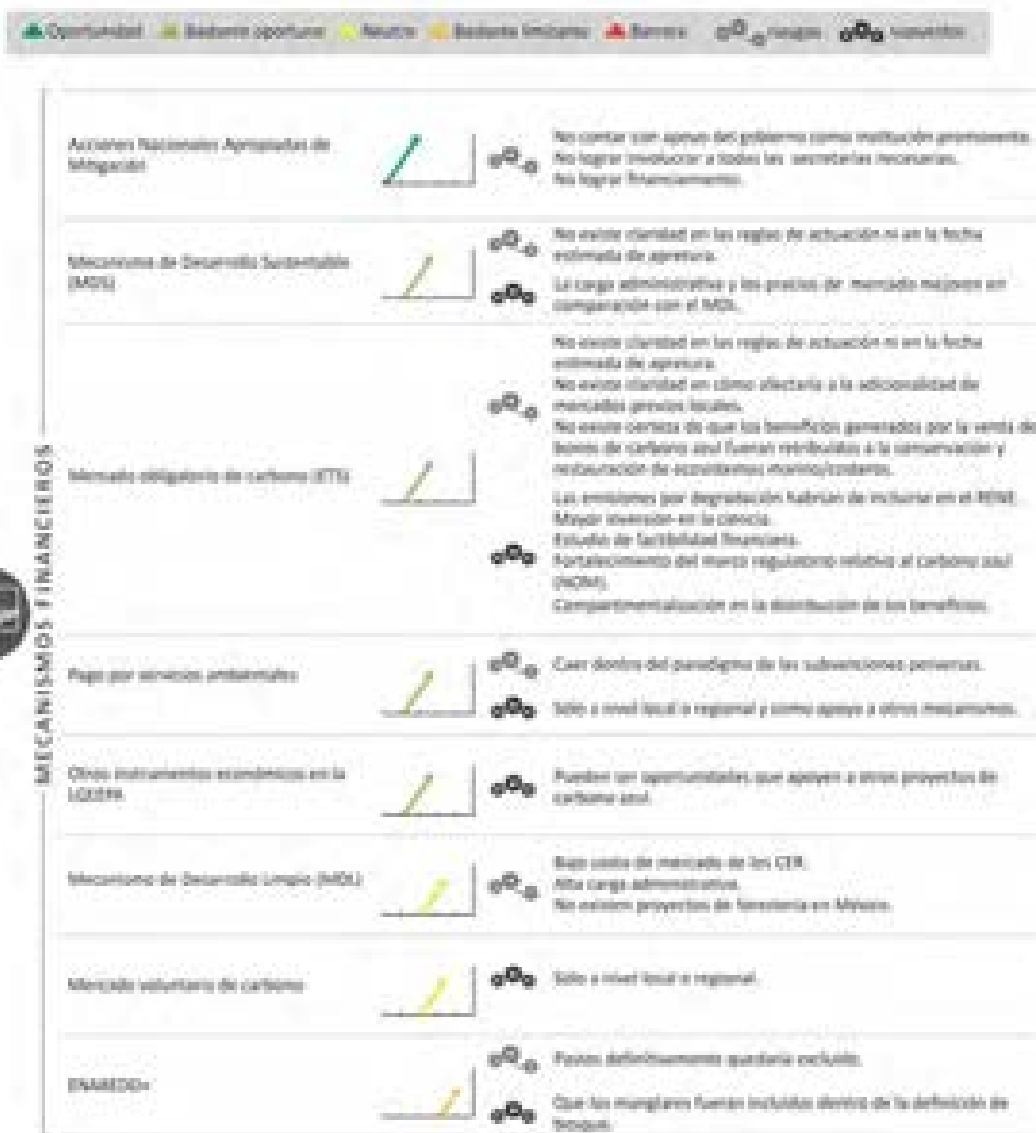 Oportunidad Bastante oportuno Neutro Bastante limitante Barrera riesgos supuestos
MECANISMOS FINANCIEROS
Acciones Nacionales Apropiadas de
Mitigación
No contar con apoyo del gobierno como institución promovente.
No lograr involucrar a todas las secretarías necesarias.
No lograr financiamiento.
Mecanismo de Desarrollo Sustentable
(MDS)
No existe claridad en las reglas de actuación ni en la fecha
estimada de apretura.
La carga administrativa y los precios de mercado mejoren en
comparación con el MDL.
Mercado obligatorio de carbono (ETS)
No existe claridad en las reglas de actuación ni en la fecha
estimada de apretura.
No existe claridad en cómo afectaría a la adicionalidad de
mercados previos locales.
No existe certeza de que los beneficios generados por la venta de
bonos de carbono azul fueran retribuidos a la conservación y
restauración de ecosistemas marino/costeros.
Las emisiones por degradación habrían de incluirse en el RENE.
Mayor inversión en la ciencia.
Estudio de factibilidad financiera.
Fortalecimiento del marco regulatorio relativo al carbono azul
(NOM).
Compartimentalización en la distribución de los beneficios.
Pago por servicios ambientales
Caer dentro del paradigma de las subvenciones perversas.
Sólo a nivel local o regional y como apoyo a otros mecanismos.
Otros instrumentos económicos en la
LGEEPA
Pueden ser oportunidades que apoyen a otros proyectos de
carbono azul.
Mecanismo de Desarrollo Limpio (MDL)
Bajo costo de mercado de los CER.
Alta carga administrativa.
No existen proyectos de forestería en México.
Mercado voluntario de carbono
Sólo a nivel local o regional.
ENAREDD+
Pastos definitivamente quedaría excluido.
Que los manglares fueran incluidos dentro de la definición de
bosque.